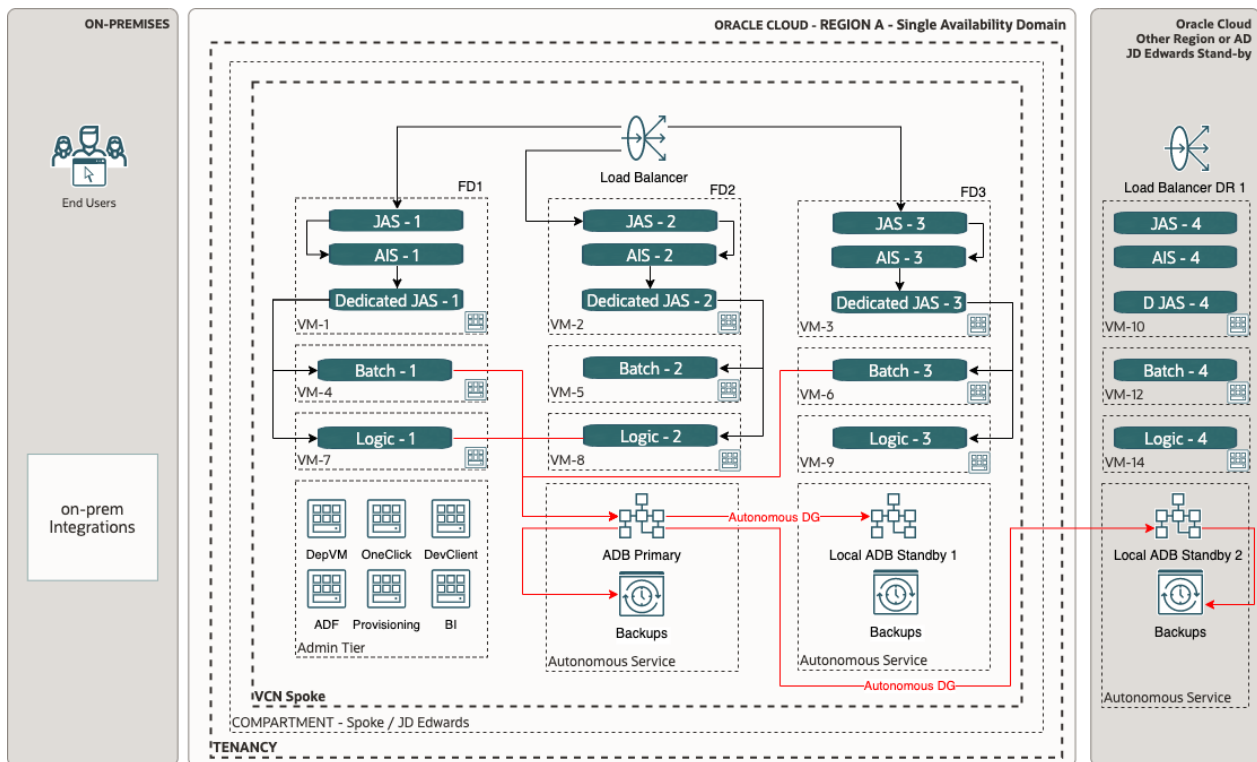 ON-PREMISES
End Users
on-prem
Integrations
ORACLE CLOUD - REGION A - Single Availability Domain
Load Balancer
FD1
JAS - 1
AIS - 1
Dedicated JAS - 1
VM-1
Batch - 1
VM-4
Logic - 1
VM-7
DepVM
OneClick
DevClient
ADF
Provisioning
BI
Admin Tier
FD2
JAS - 2
AIS - 2
Dedicated JAS - 2
VM-2
Batch - 2
VM-5
Logic - 2
VM-8
ADB Primary
Backups
Autonomous Service
Autonomous DG
FD3
JAS - 3
AIS - 3
Dedicated JAS - 3
VM-3
Batch - 3
VM-6
Logic - 3
VM-9
Local ADB Standby 1
Backups
Autonomous Service
Autonomous DG
VCN Spoke
COMPARTMENT - Spoke / JD Edwards
TENANCY
Oracle Cloud
Other Region or AD
JD Edwards Stand-by
Load Balancer DR 1
JAS - 4
AIS - 4
D JAS - 4
VM-10
Batch - 4
VM-12
Logic - 4
VM-14
Local ADB Standby 2
Backups
Autonomous Service